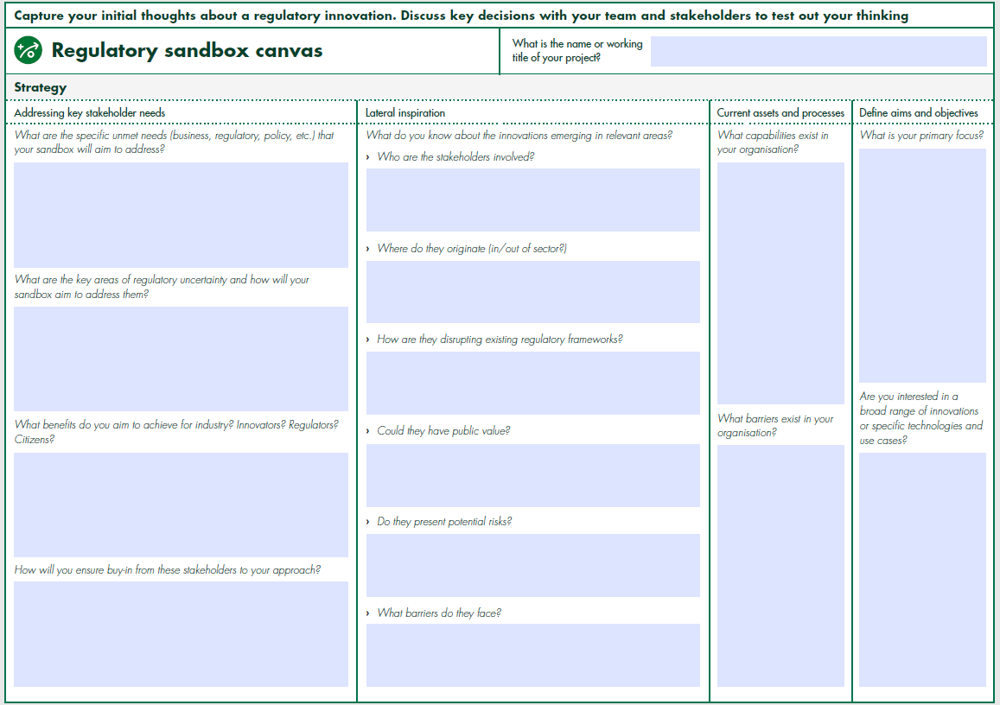 Capture your initial thoughts about a regulatory innovation. Discuss key decisions with your team and stakeholders to test out your thinking
Regulatory sandbox canvas
What is the name or working
title of your project?
Strategy
Addressing key stakeholder needs
What are the specific unmet needs (business, regulatory, policy, etc.) that
your sandbox will aim to address?
What are the key areas of regulatory uncertainty and how will your
sandbox aim to address them?
What benefits do you aim to achieve for industry? Innovators? Regulators?
Citizens?
How will you ensure buy-in from these stakeholders to your approach?
Lateral inspiration
What do you know about the innovations emerging in relevant areas?
› Who are the stakeholders involved?
› Where do they originate (in/out of sector?)
› How are they disrupting existing regulatory frameworks?
› Could they have public value?
› Do they present potential risks?
› What barriers do they face?
Current assets and processes
What capabilities exist in
your organisation?
What barriers exist in your
organisation?
Define aims and objectives
What is your primary focus?
Are you interested in a
broad range of innovations
or specific technologies and
use cases?